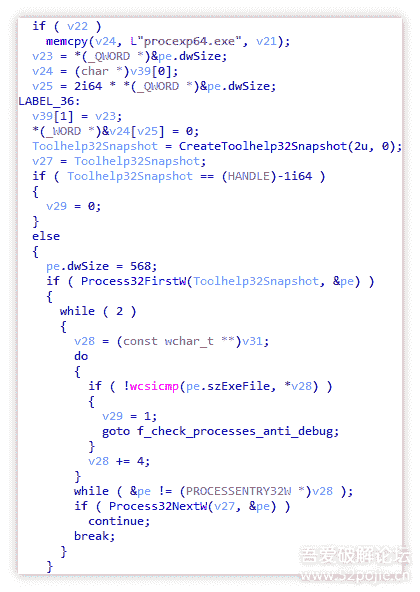 if ( v22 )
memcpy(v24, L"procexp64.exe", v21);
v23 = *(_QWORD *)&pe.dwSize;
v24 = (char *)v39[0];
v25 = 2i64 * *(_QWORD *)&pe.dwSize;
LABEL_36:
v39[1] = v23;
*(_WORD *)&v24[v25] = 0;
Toolhelp32Snapshot = CreateToolhelp32Snapshot(2u, 0);
v27 = Toolhelp32Snapshot;
if ( Toolhelp32Snapshot == (HANDLE)-1i64 )
{
v29 = 0;
}
else
{
pe.dwSize = 568;
if ( Process32FirstW(Toolhelp32Snapshot, &pe) )
{
while ( 2 )
{
v28 = (const wchar_t **)v31;
do
{
if ( !wcsicmp(pe.szExeFile, *v28) )
{
v29 = 1;
goto f_check_processes_anti_debug;
}
v28 += 4;
}
while ( &pe != (PROCESSENTRY32W *)v28 );
if ( Process32NextW(v27, &pe) )
continue;
break;
}
}
吾爱破解论坛
www.52pojie.cn